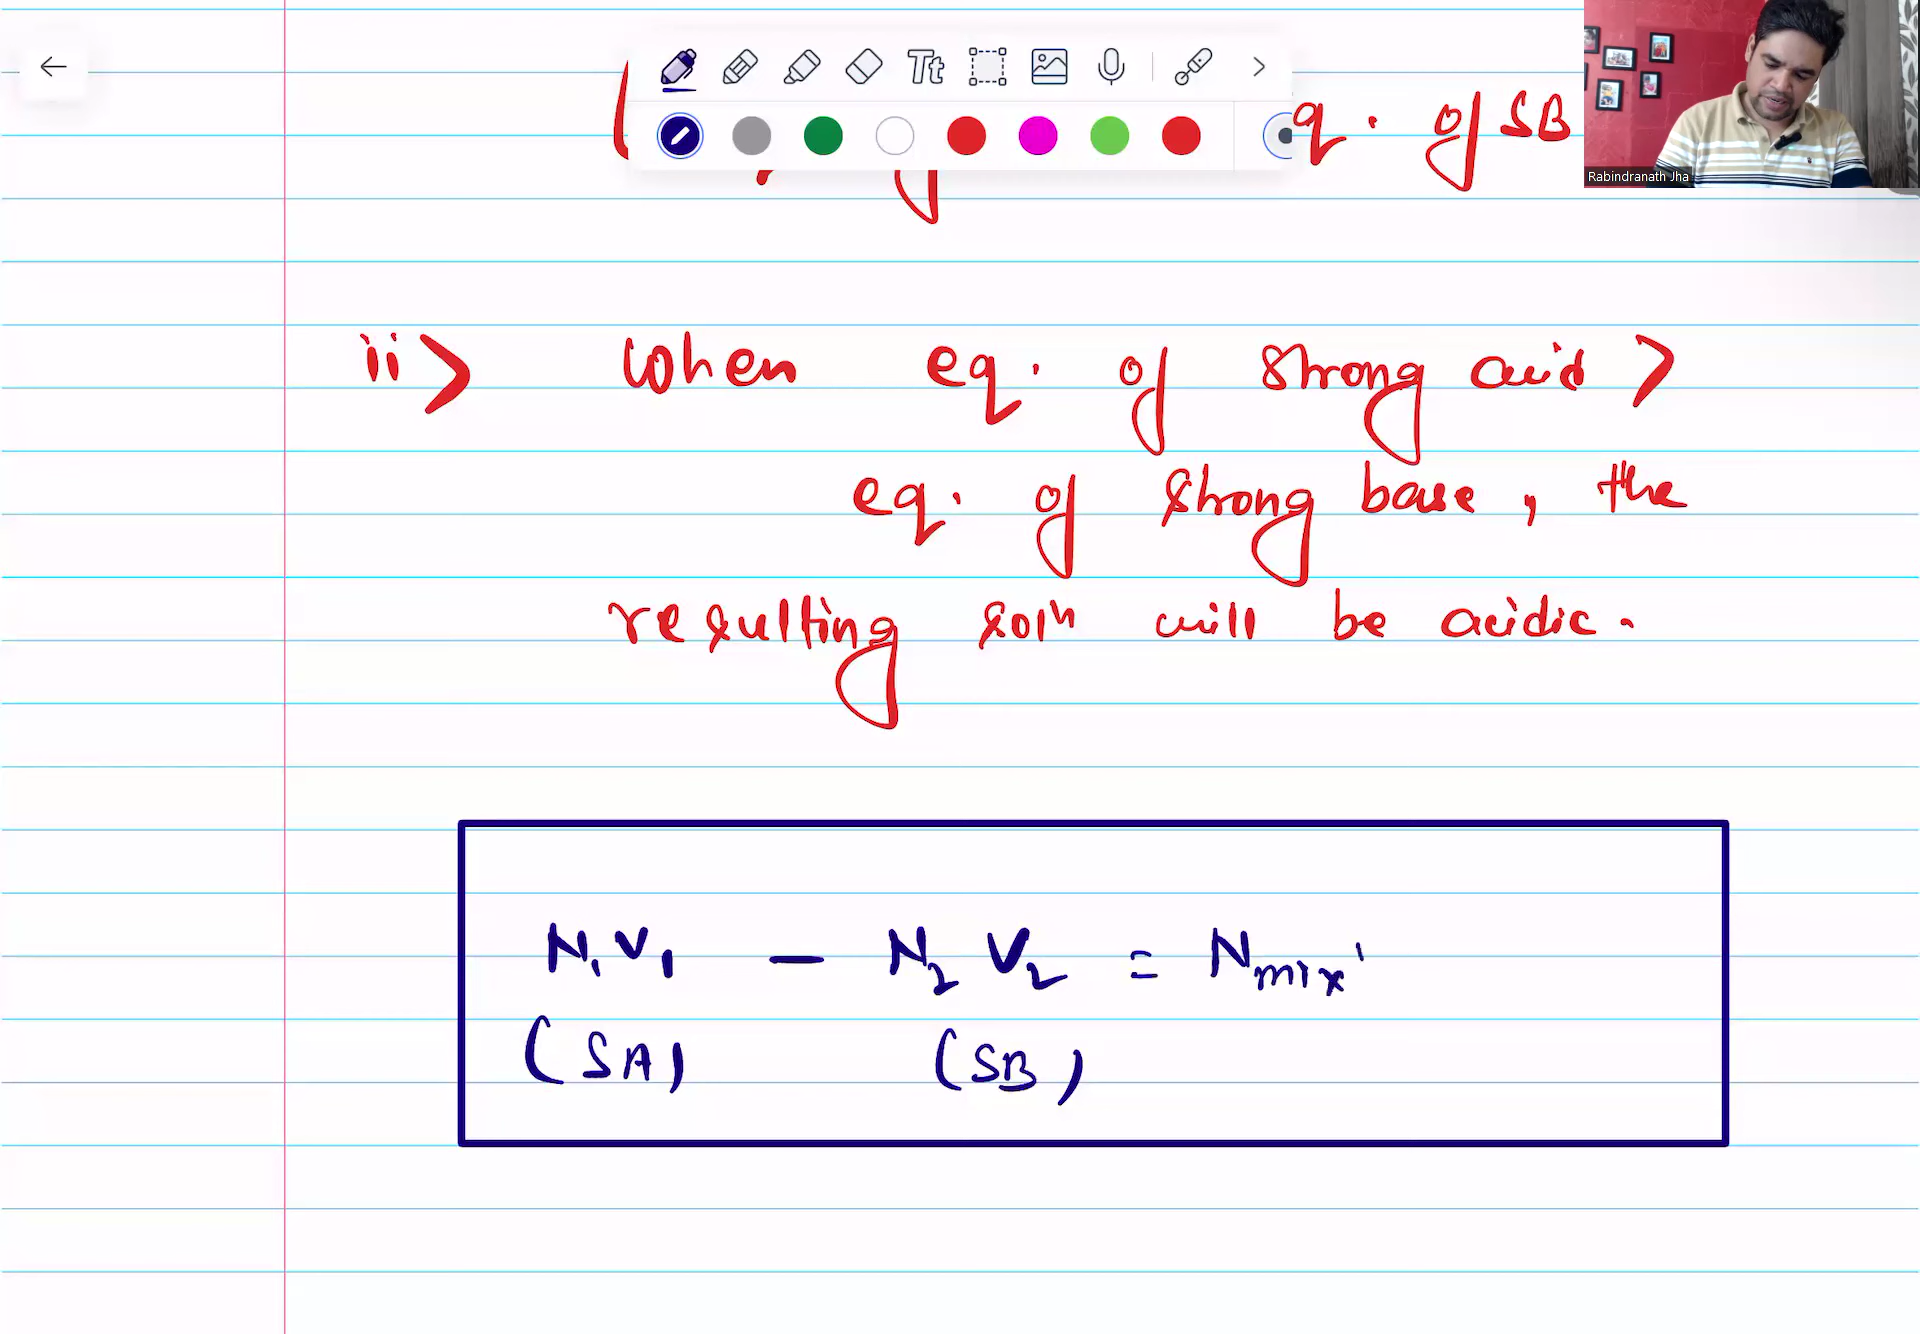 Tt
q. of SB
Rabindranath Jha
ii> When eq. of strong acid >
eq. of strong base, the
resulting soln will be acidic.
N₁V₁ — N₂V₂ = Nmix
(SA) (SB)